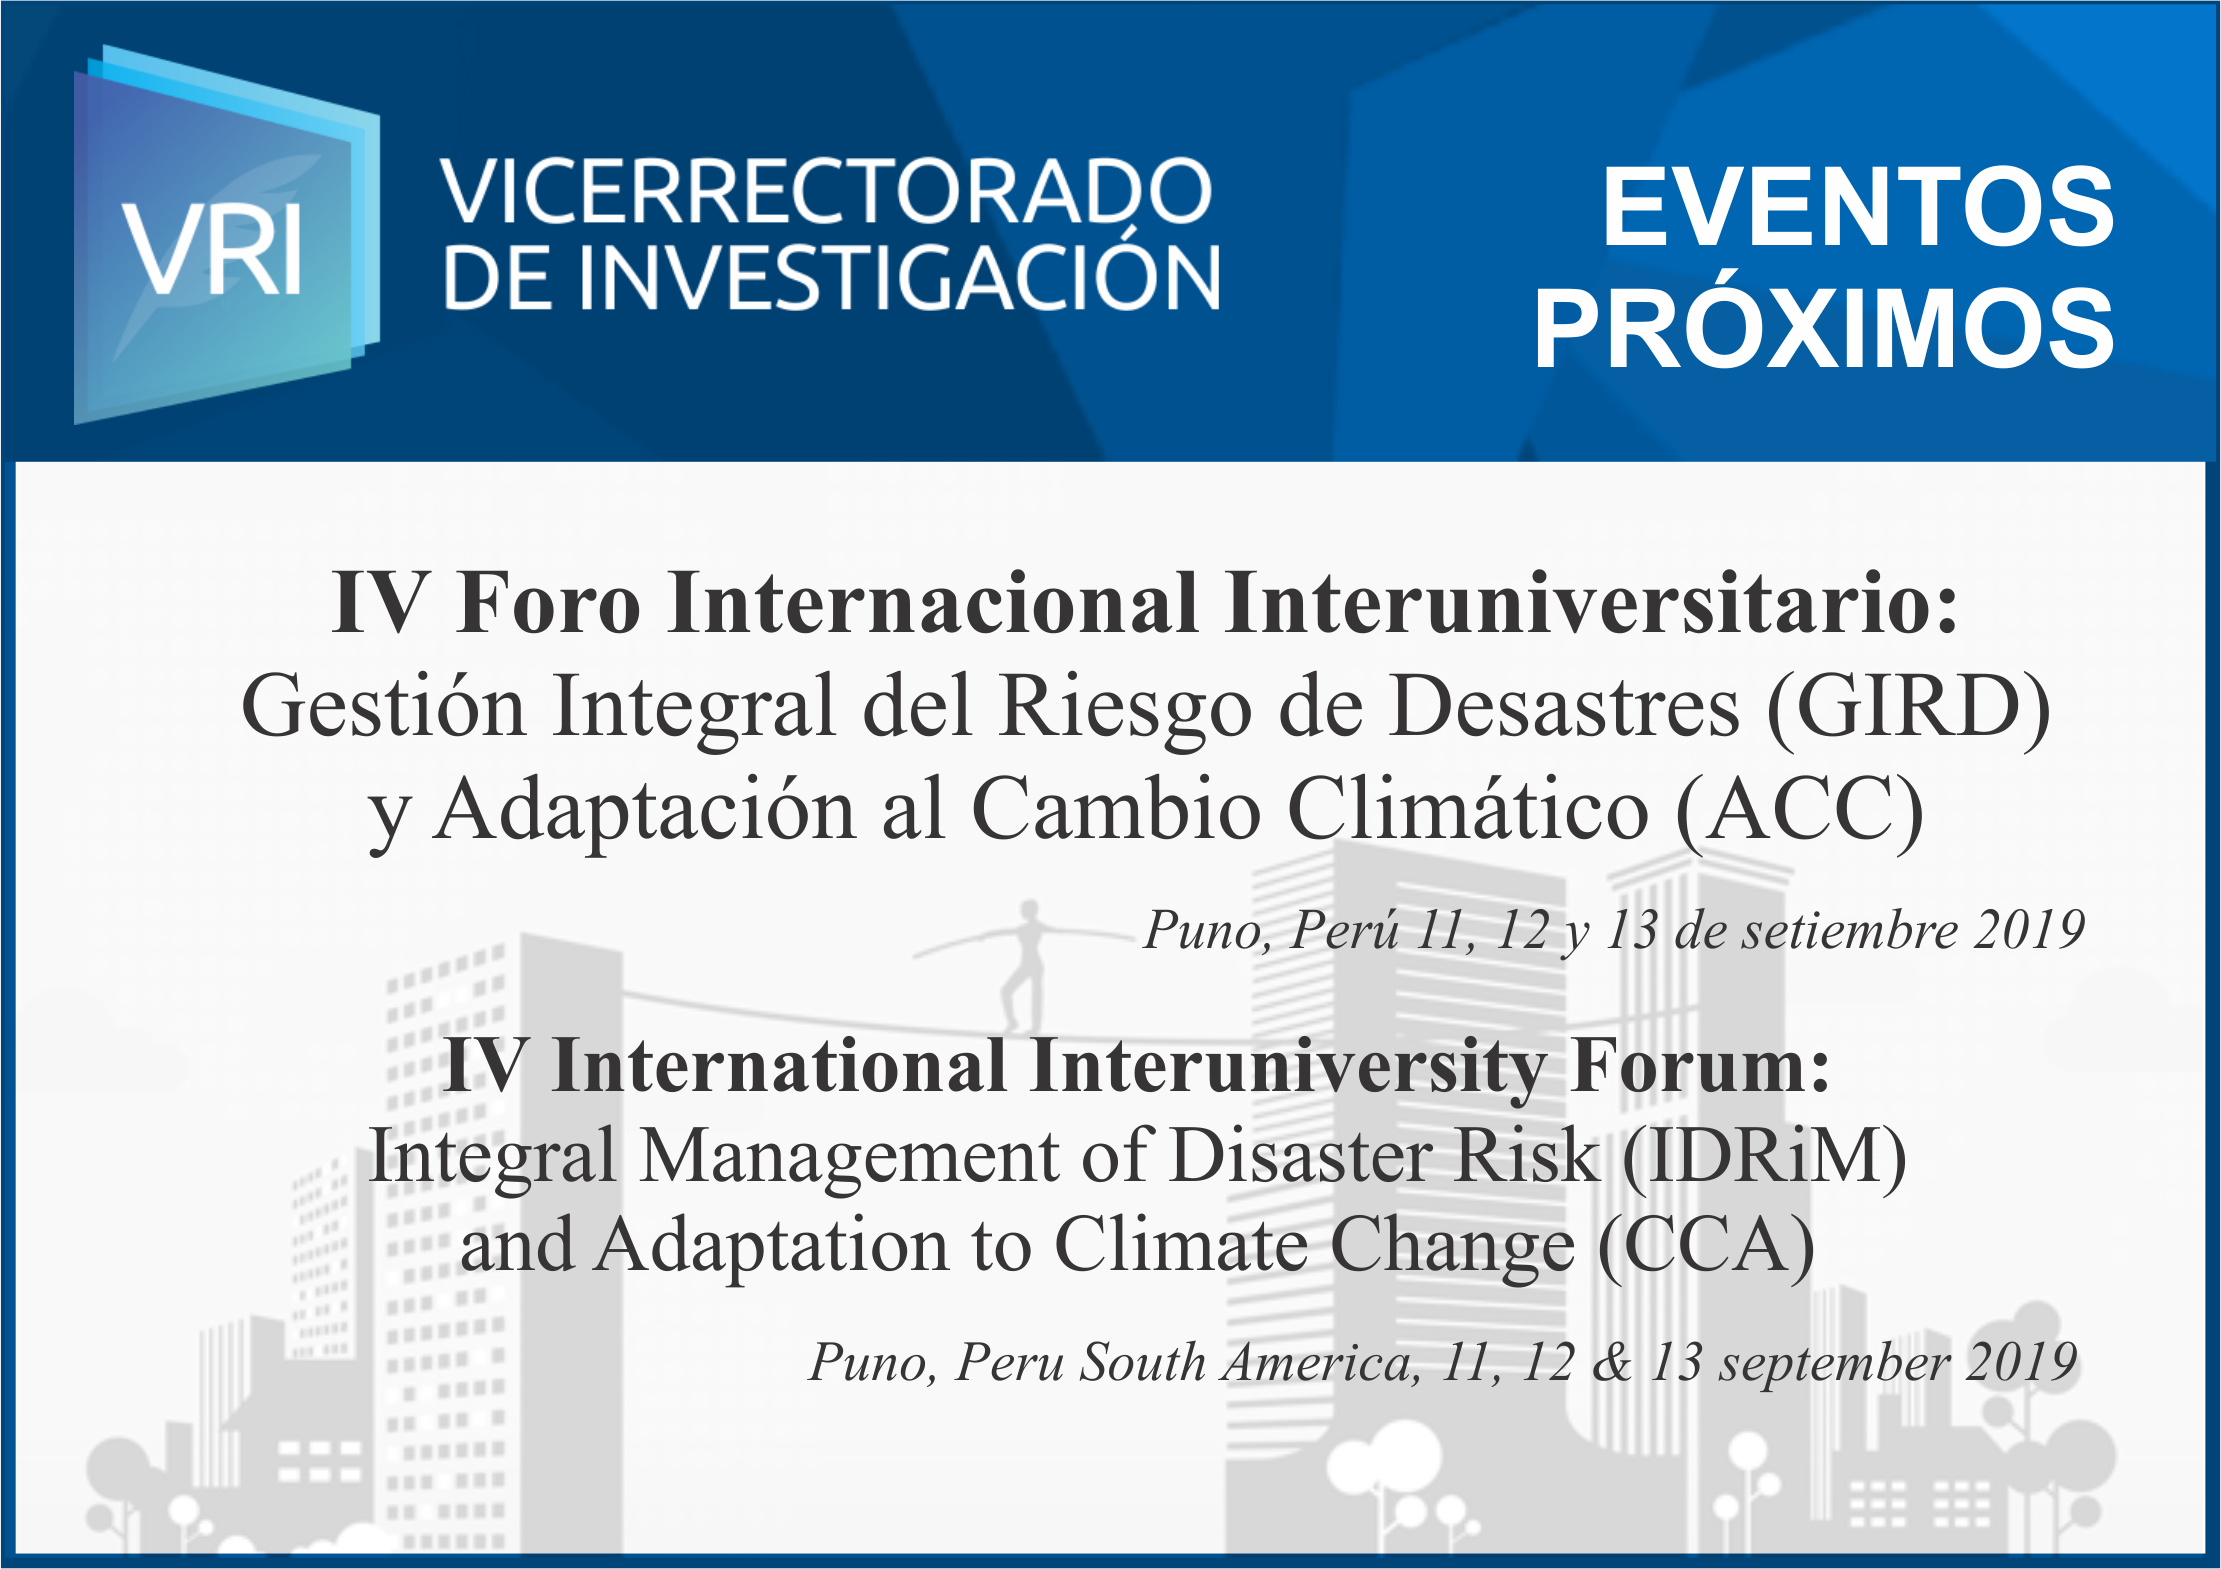 VRI
VICERRECTORADO
DE INVESTIGACIÓN
EVENTOS
PRÓXIMOS
IV Foro Internacional Interuniversitario:
Gestión Integral del Riesgo de Desastres (GIRD)
y Adaptación al Cambio Climático (ACC)
Puno, Perú 11, 12 y 13 de setiembre 2019
IV International Interuniversity Forum:
Integral Management of Disaster Risk (IDRiM)
and Adaptation to Climate Change (CCA)
Puno, Peru South America, 11, 12 & 13 september 2019